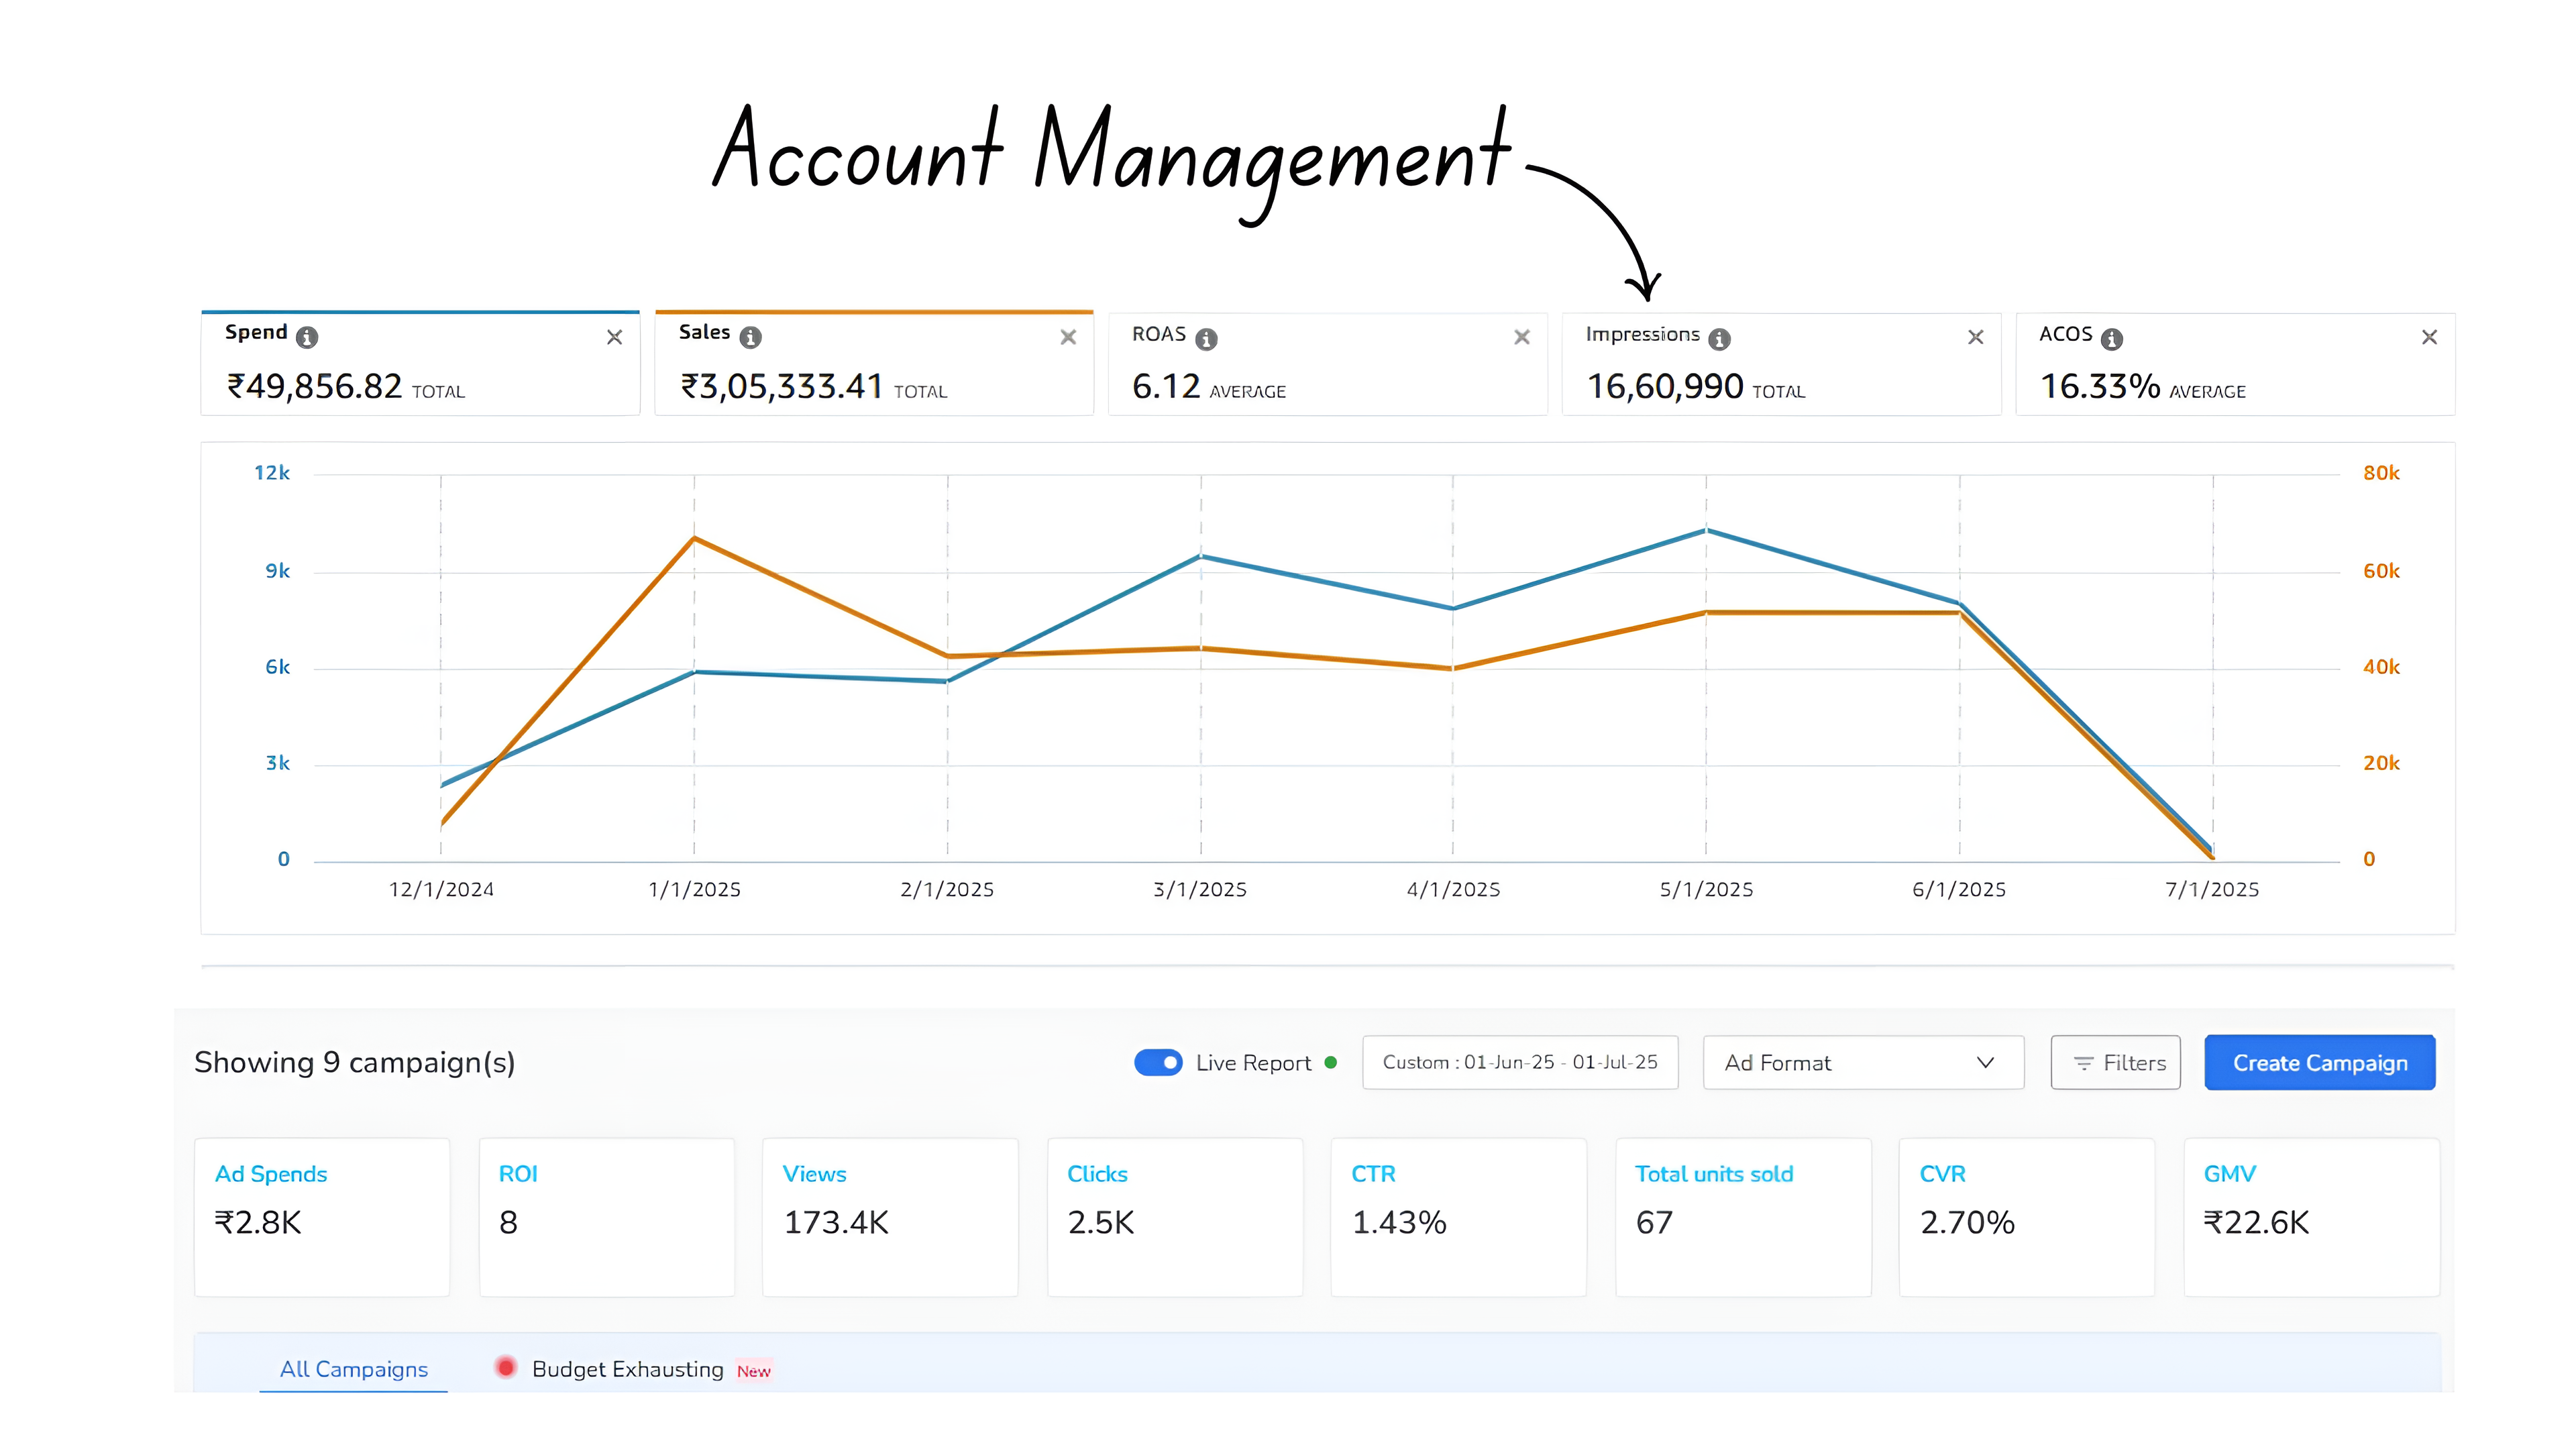 Account Management
Spend
₹49,856.82 TOTAL
Sales
₹3,05,333.41 TOTAL
ROAS
6.12 AVERAGE
Impressions
16,60,990 TOTAL
ACOS
16.33% AVERAGE
12k
9k
6k
3k
0
80k
60k
40k
20k
0
12/1/2024
1/1/2025
2/1/2025
3/1/2025
4/1/2025
5/1/2025
6/1/2025
7/1/2025
Showing 9 campaign(s)
Live Report
Custom : 01-Jun-25 - 01-Jul-25
Ad Format
Filters
Create Campaign
Ad Spends
₹2.8K
ROI
8
Views
173.4K
Clicks
2.5K
CTR
1.43%
Total units sold
67
CVR
2.70%
GMV
₹22.6K
All Campaigns
Budget Exhausting New